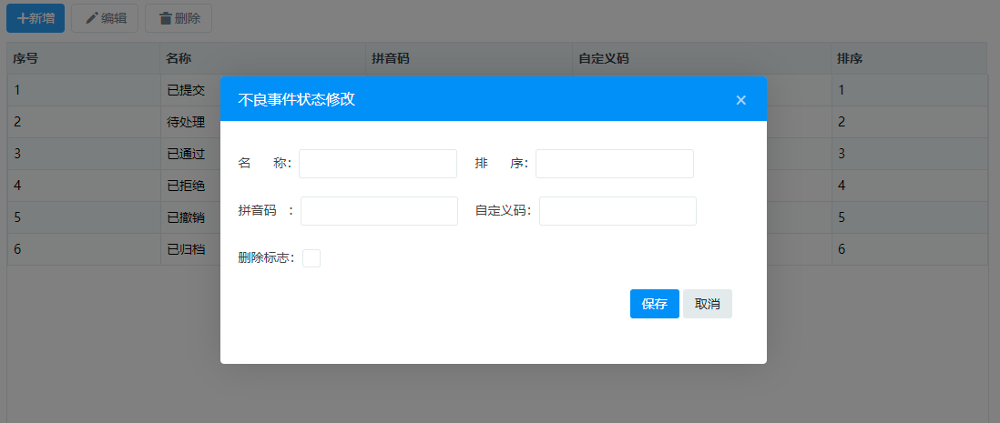 新增 编辑 删除
序号 名称 拼音码 自定义码 排序
不良事件状态修改 ×
1 已提交 1
2 待处理 2
3 已通过 3
4 已拒绝 4
5 已撤销 5
6 已归档 6
名 称： 排 序：
拼音码 ： 自定义码：
删除标志：
保存 取消